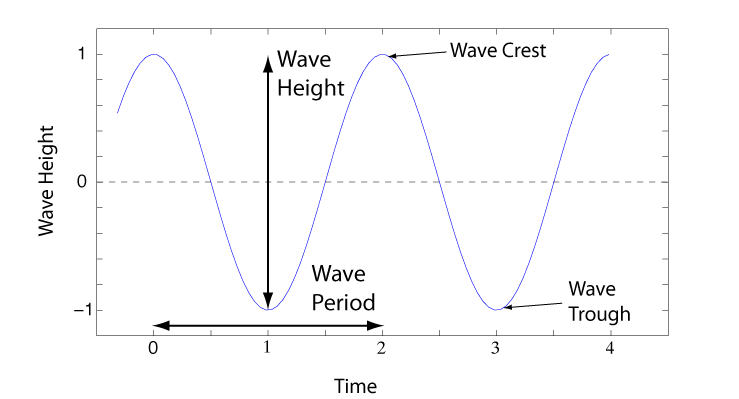 Wave Crest
Wave
Height
1
0
−1
Wave Height
Wave
Period
Wave
Trough
0
1
2
3
4
Time